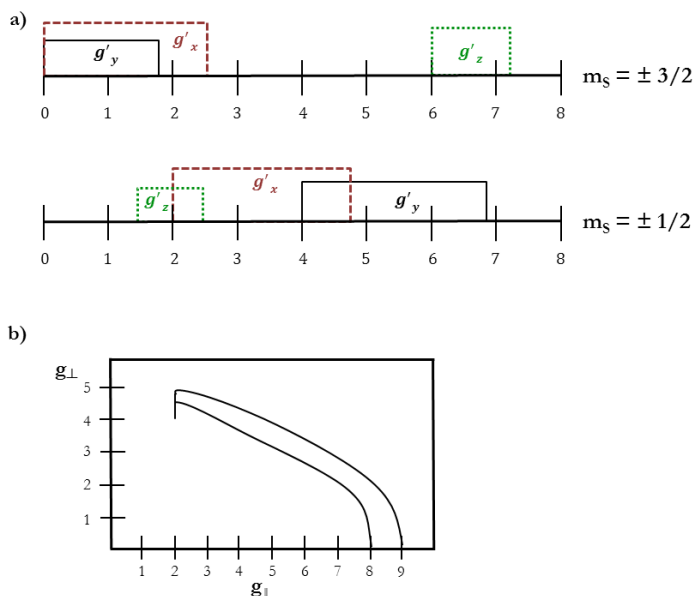 a)
g'x
g'y
g'z
mS = ± 3/2
0 1 2 3 4 5 6 7 8
g'x
g'z
g'y
mS = ± 1/2
0 1 2 3 4 5 6 7 8
b)
g⊥
5
4
3
2
1
1 2 3 4 5 6 7 8 9
g∥